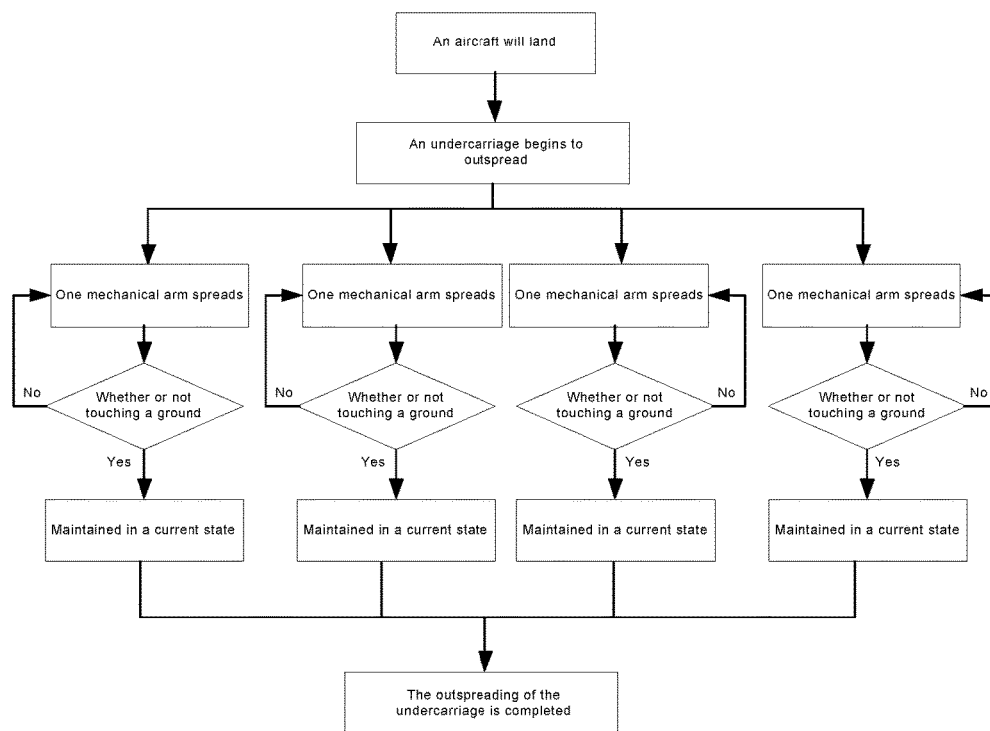 An aircraft will land
An undercarriage begins to
outspread
One mechanical arm spreads
One mechanical arm spreads
One mechanical arm spreads
One mechanical arm spreads
No
Whether or not
touching a ground
No
Whether or not
touching a ground
Whether or not
touching a ground
No
Whether or not
touching a ground
No
Yes
Yes
Yes
Yes
Maintained in a current state
Maintained in a current state
Maintained in a current state
Maintained in a current state
The outspreading of the
undercarriage is completed